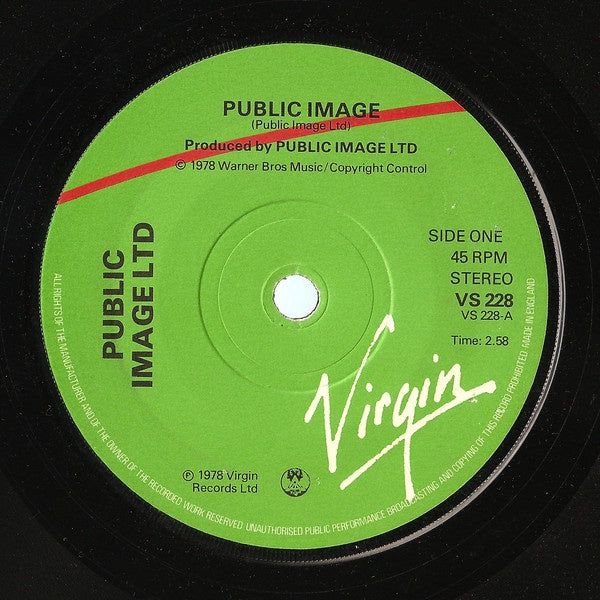 PUBLIC IMAGE
(Public Image Ltd)
Produced by PUBLIC IMAGE LTD
© 1978 Warner Bros Music/Copyright Control
PUBLIC
IMAGE LTD
SIDE ONE
45 RPM
STEREO
VS 228
VS 228-A
Time: 2.58
Virgin
℗ 1978 Virgin
Records Ltd
ALL RIGHTS OF THE MANUFACTURER AND OF THE OWNER OF THE RECORDED WORK RESERVED. UNAUTHORISED PUBLIC PERFORMANCE BROADCASTING AND COPYING OF THIS RECORD PROHIBITED · MADE IN ENGLAND